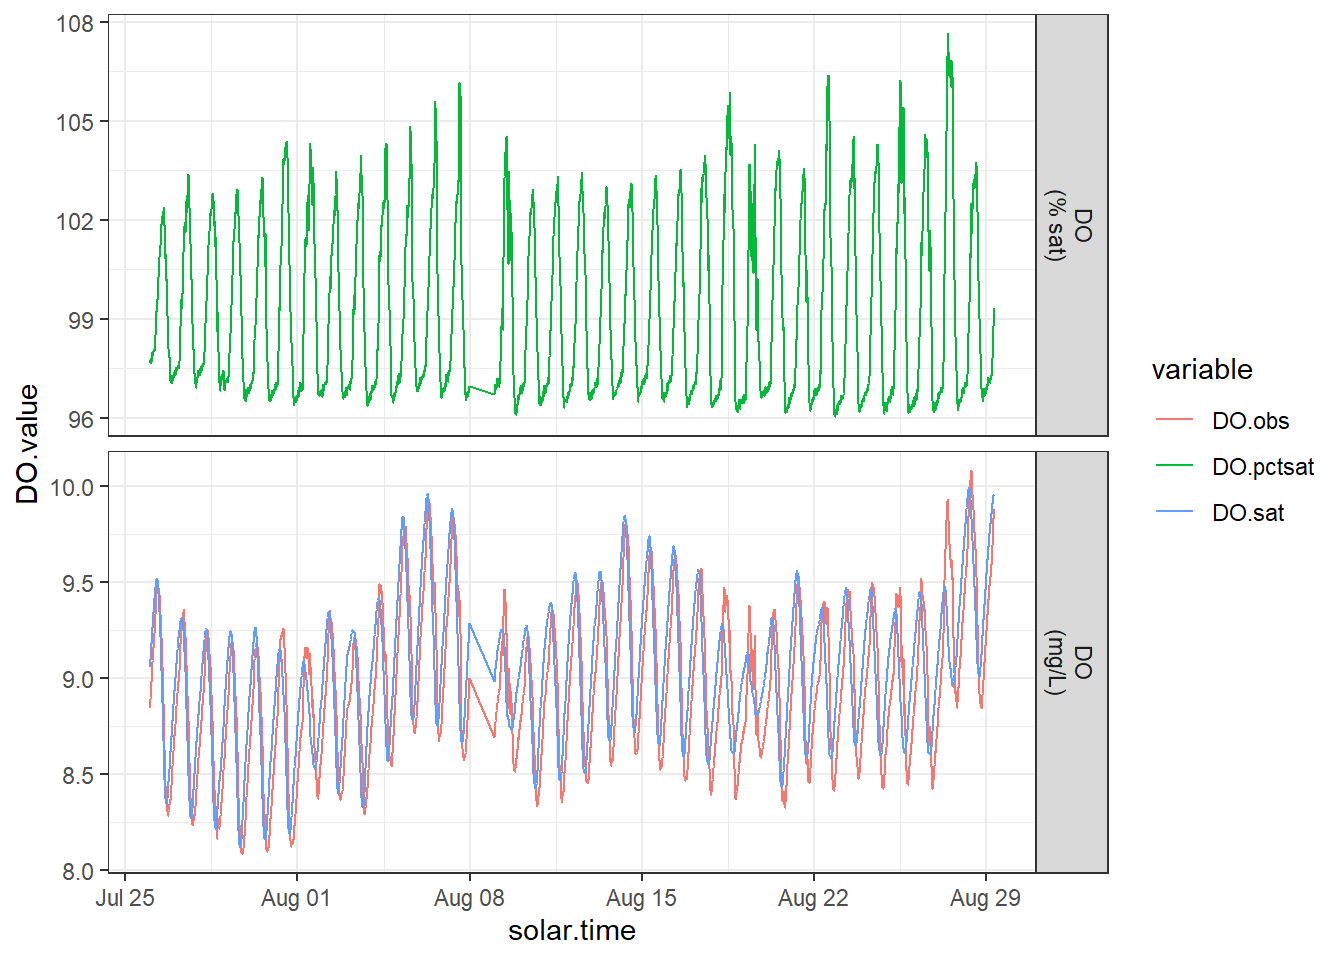 108
105
102
99
96
DO
(% sat)
10.0
9.5
9.0
8.5
8.0
DO
(mg/L)
Jul 25
Aug 01
Aug 08
Aug 15
Aug 22
Aug 29
solar.time
DO.value
variable
DO.obs
DO.pctsat
DO.sat